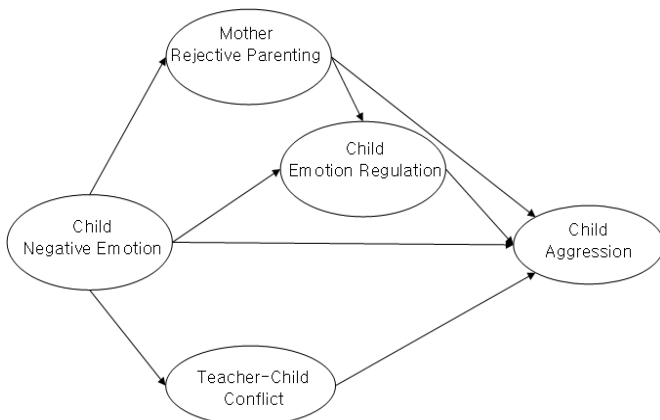 Mother
Rejective Parenting
Child
Emotion Regulation
Child
Negative Emotion
Child
Aggression
Teacher-Child
Conflict